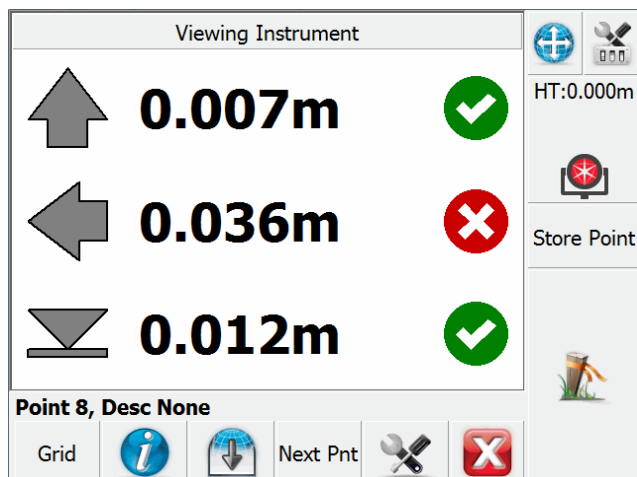 Viewing Instrument
0.007m
HT:0.000m
0.036m
Store Point
0.012m
Point 8, Desc None
Grid
Next Pnt